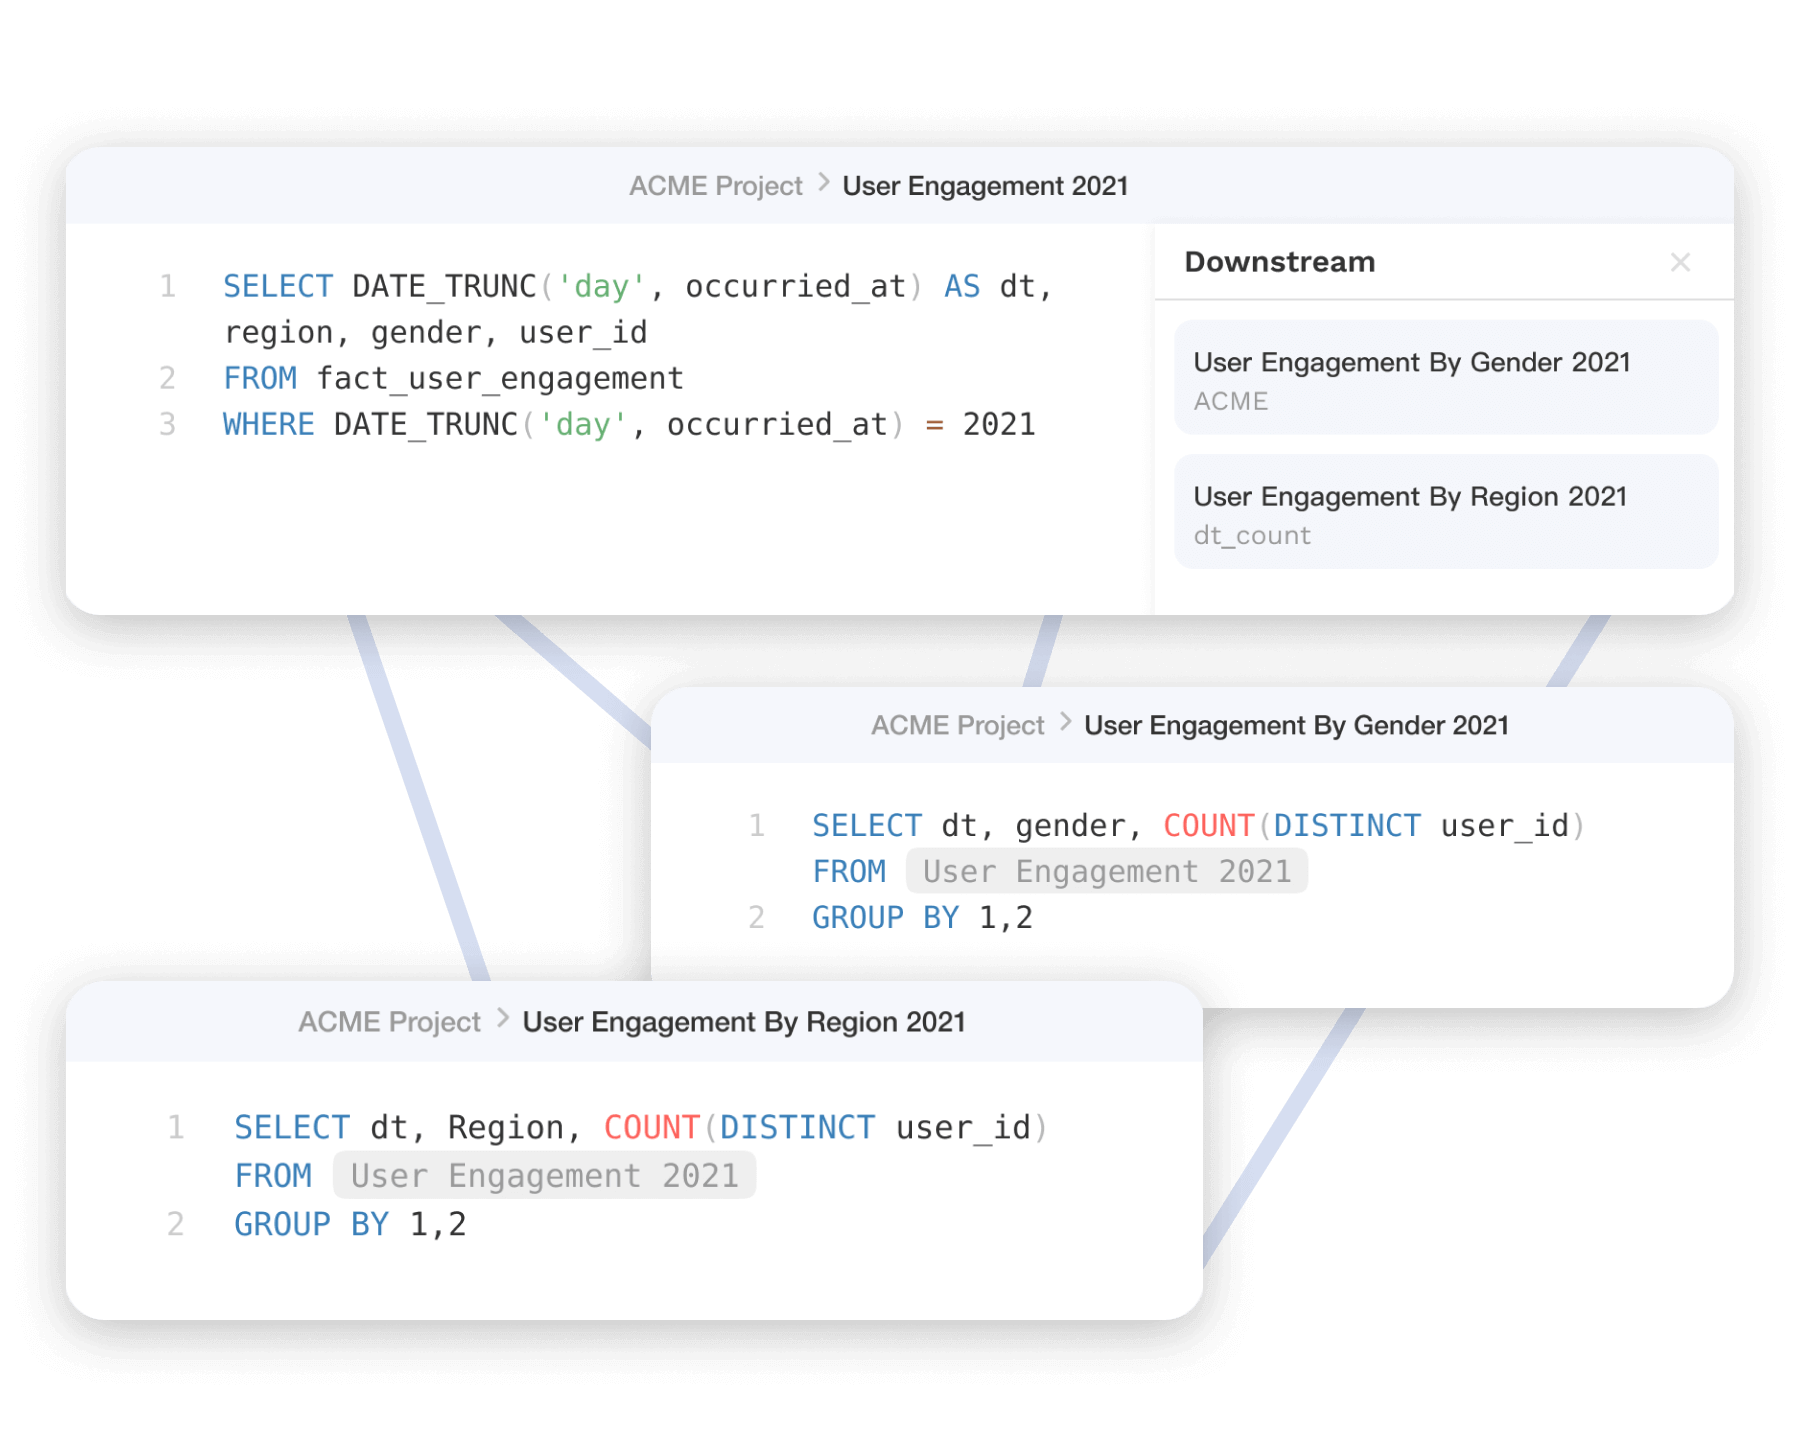 ACME Project > User Engagement 2021
1 SELECT DATE_TRUNC('day', occurried_at) AS dt,
region, gender, user_id
2 FROM fact_user_engagement
3 WHERE DATE_TRUNC('day', occurried_at) = 2021
Downstream ×
User Engagement By Gender 2021
ACME
User Engagement By Region 2021
dt_count
ACME Project > User Engagement By Gender 2021
1 SELECT dt, gender, COUNT(DISTINCT user_id)
FROM User Engagement 2021
2 GROUP BY 1,2
ACME Project > User Engagement By Region 2021
1 SELECT dt, Region, COUNT(DISTINCT user_id)
FROM User Engagement 2021
2 GROUP BY 1,2